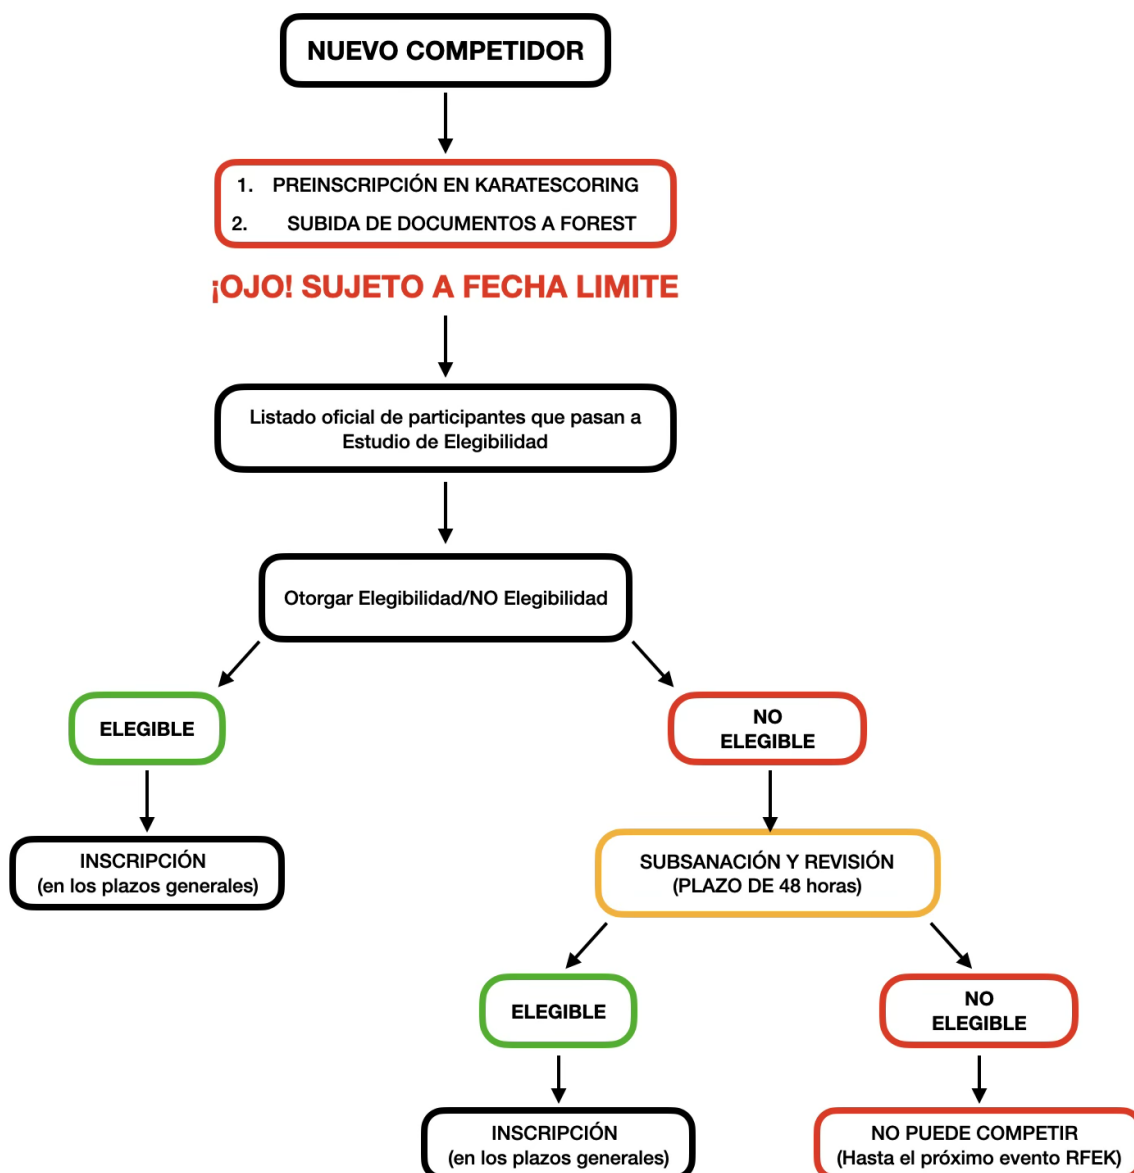 NUEVO COMPETIDOR
1. PREINSCRIPCIÓN EN KARATESCORING
2. SUBIDA DE DOCUMENTOS A FOREST
¡OJO! SUJETO A FECHA LIMITE
Listado oficial de participantes que pasan a
Estudio de Elegibilidad
Otorgar Elegibilidad/NO Elegibilidad
ELEGIBLE
NO
ELEGIBLE
INSCRIPCIÓN
(en los plazos generales)
SUBSANACIÓN Y REVISIÓN
(PLAZO DE 48 horas)
ELEGIBLE
NO
ELEGIBLE
INSCRIPCIÓN
(en los plazos generales)
NO PUEDE COMPETIR
(Hasta el próximo evento RFEK)